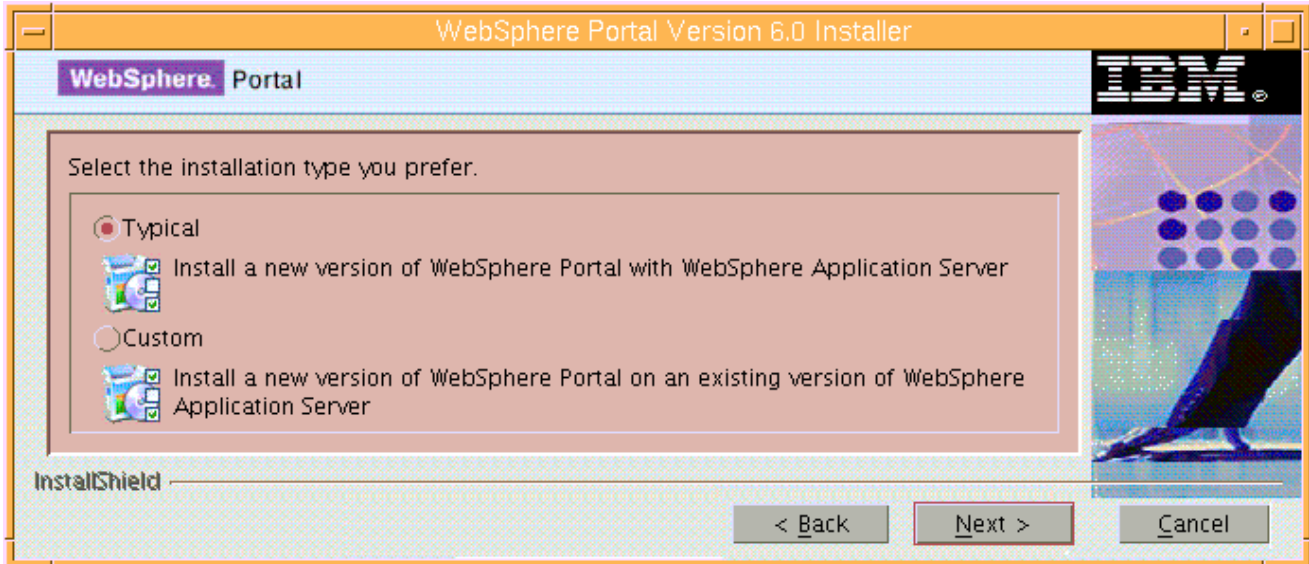 WebSphere Portal Version 6.0 Installer
WebSphere. Portal
IBM®
Select the installation type you prefer.
Typical
Install a new version of WebSphere Portal with WebSphere Application Server
Custom
Install a new version of WebSphere Portal on an existing version of WebSphere
Application Server
InstallShield
< Back
Next >
Cancel